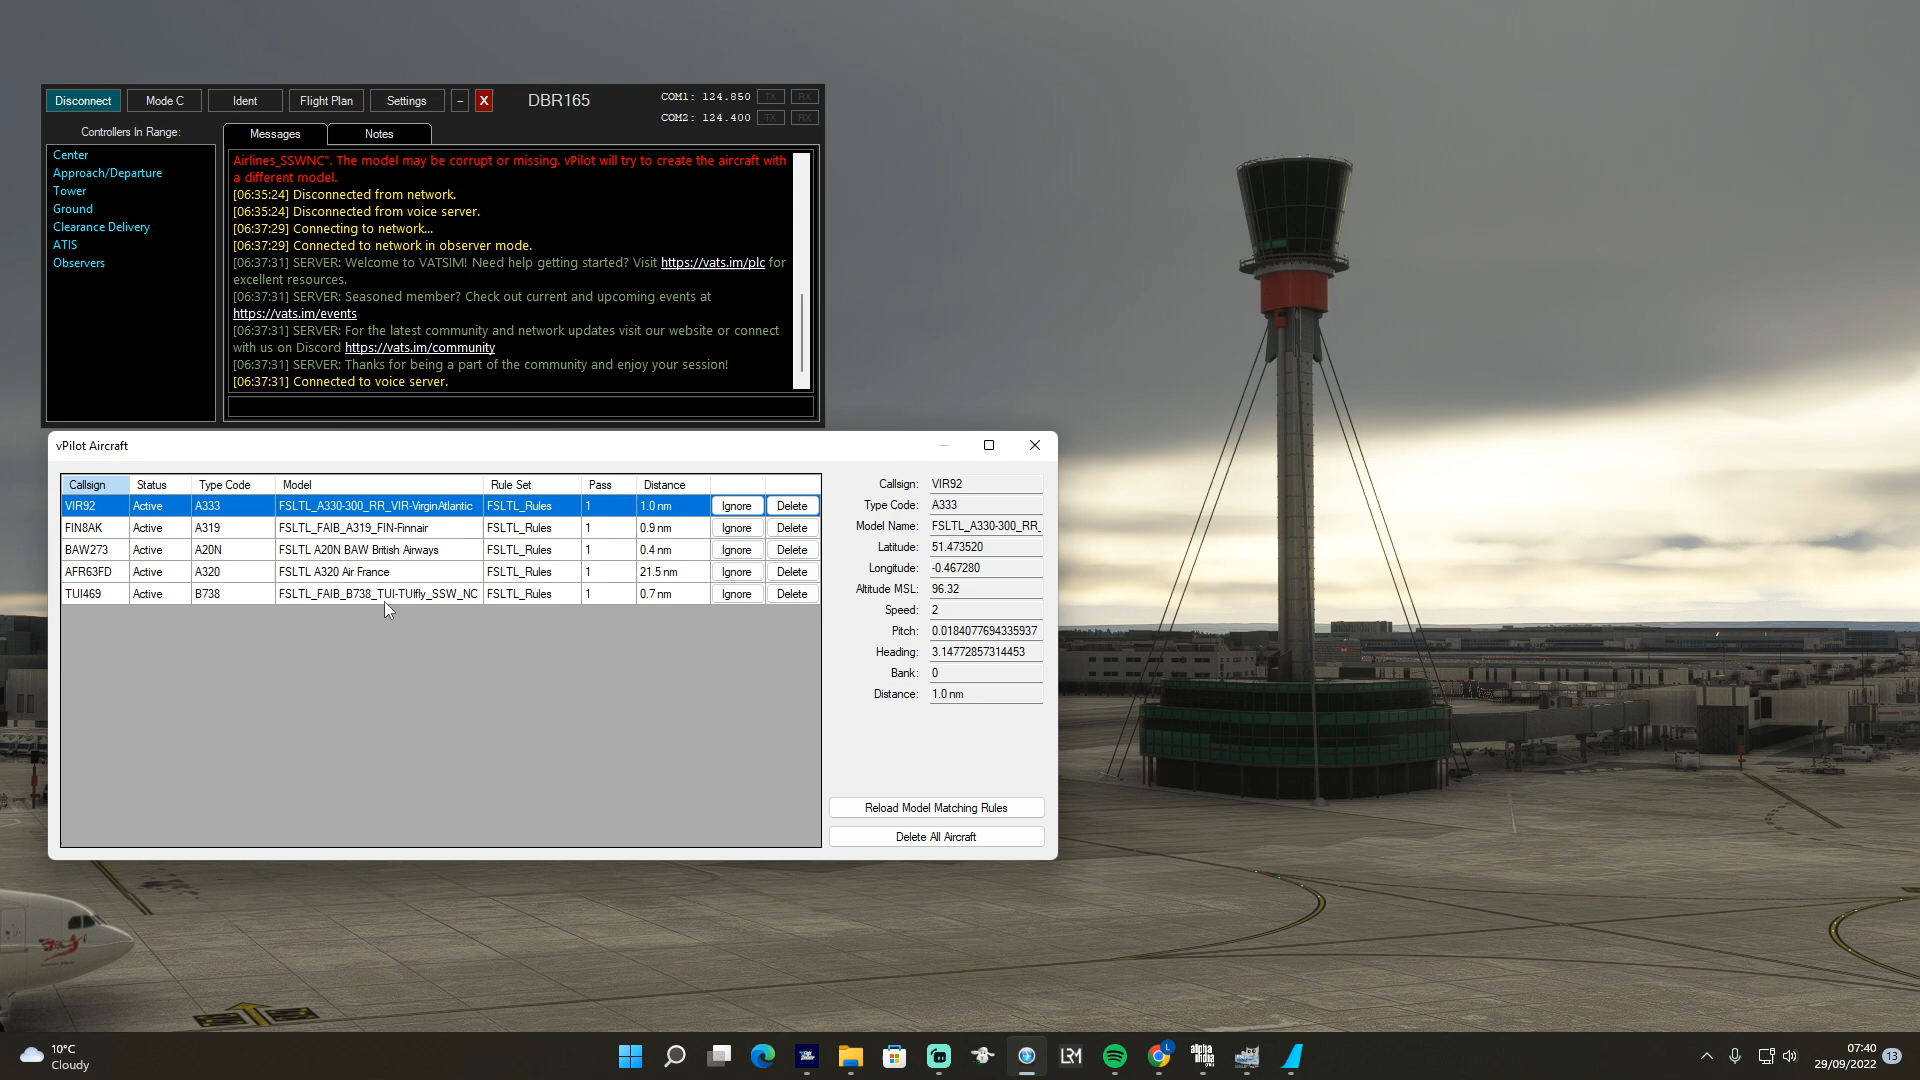 Disconnect Mode C Ident Flight Plan Settings – X DBR165 COM1: 124.850 TX RX
COM2: 124.400 TX RX
Controllers In Range:
Messages Notes
Center
Approach/Departure
Tower
Ground
Clearance Delivery
ATIS
Observers
Airlines_SSWNC". The model may be corrupt or missing. vPilot will try to create the aircraft with
a different model.
[06:35:24] Disconnected from network.
[06:35:24] Disconnected from voice server.
[06:37:29] Connecting to network...
[06:37:29] Connected to network in observer mode.
[06:37:31] SERVER: Welcome to VATSIM! Need help getting started? Visit https://vats.im/plc for
excellent resources.
[06:37:31] SERVER: Seasoned member? Check out current and upcoming events at
https://vats.im/events
[06:37:31] SERVER: For the latest community and network updates visit our website or connect
with us on Discord https://vats.im/community
[06:37:31] SERVER: Thanks for being a part of the community and enjoy your session!
[06:37:31] Connected to voice server.
vPilot Aircraft
Callsign Status Type Code Model Rule Set Pass Distance
VIR92 Active A333 FSLTL_A330-300_RR_VIR-VirginAtlantic FSLTL_Rules 1 1.0 nm Ignore Delete
FIN8AK Active A319 FSLTL_FAIB_A319_FIN-Finnair FSLTL_Rules 1 0.9 nm Ignore Delete
BAW273 Active A20N FSLTL A20N BAW British Airways FSLTL_Rules 1 0.4 nm Ignore Delete
AFR63FD Active A320 FSLTL A320 Air France FSLTL_Rules 1 21.5 nm Ignore Delete
TUI469 Active B738 FSLTL_FAIB_B738_TUI-TUIfly_SSW_NC FSLTL_Rules 1 0.7 nm Ignore Delete
Callsign: VIR92
Type Code: A333
Model Name: FSLTL_A330-300_RR_
Latitude: 51.473520
Longitude: -0.467280
Altitude MSL: 96.32
Speed: 2
Pitch: 0.0184077694335937
Heading: 3.14772857314453
Bank: 0
Distance: 1.0 nm
Reload Model Matching Rules
Delete All Aircraft
10°C
Cloudy
LRM
L
alpha
india
07:40
29/09/2022
13